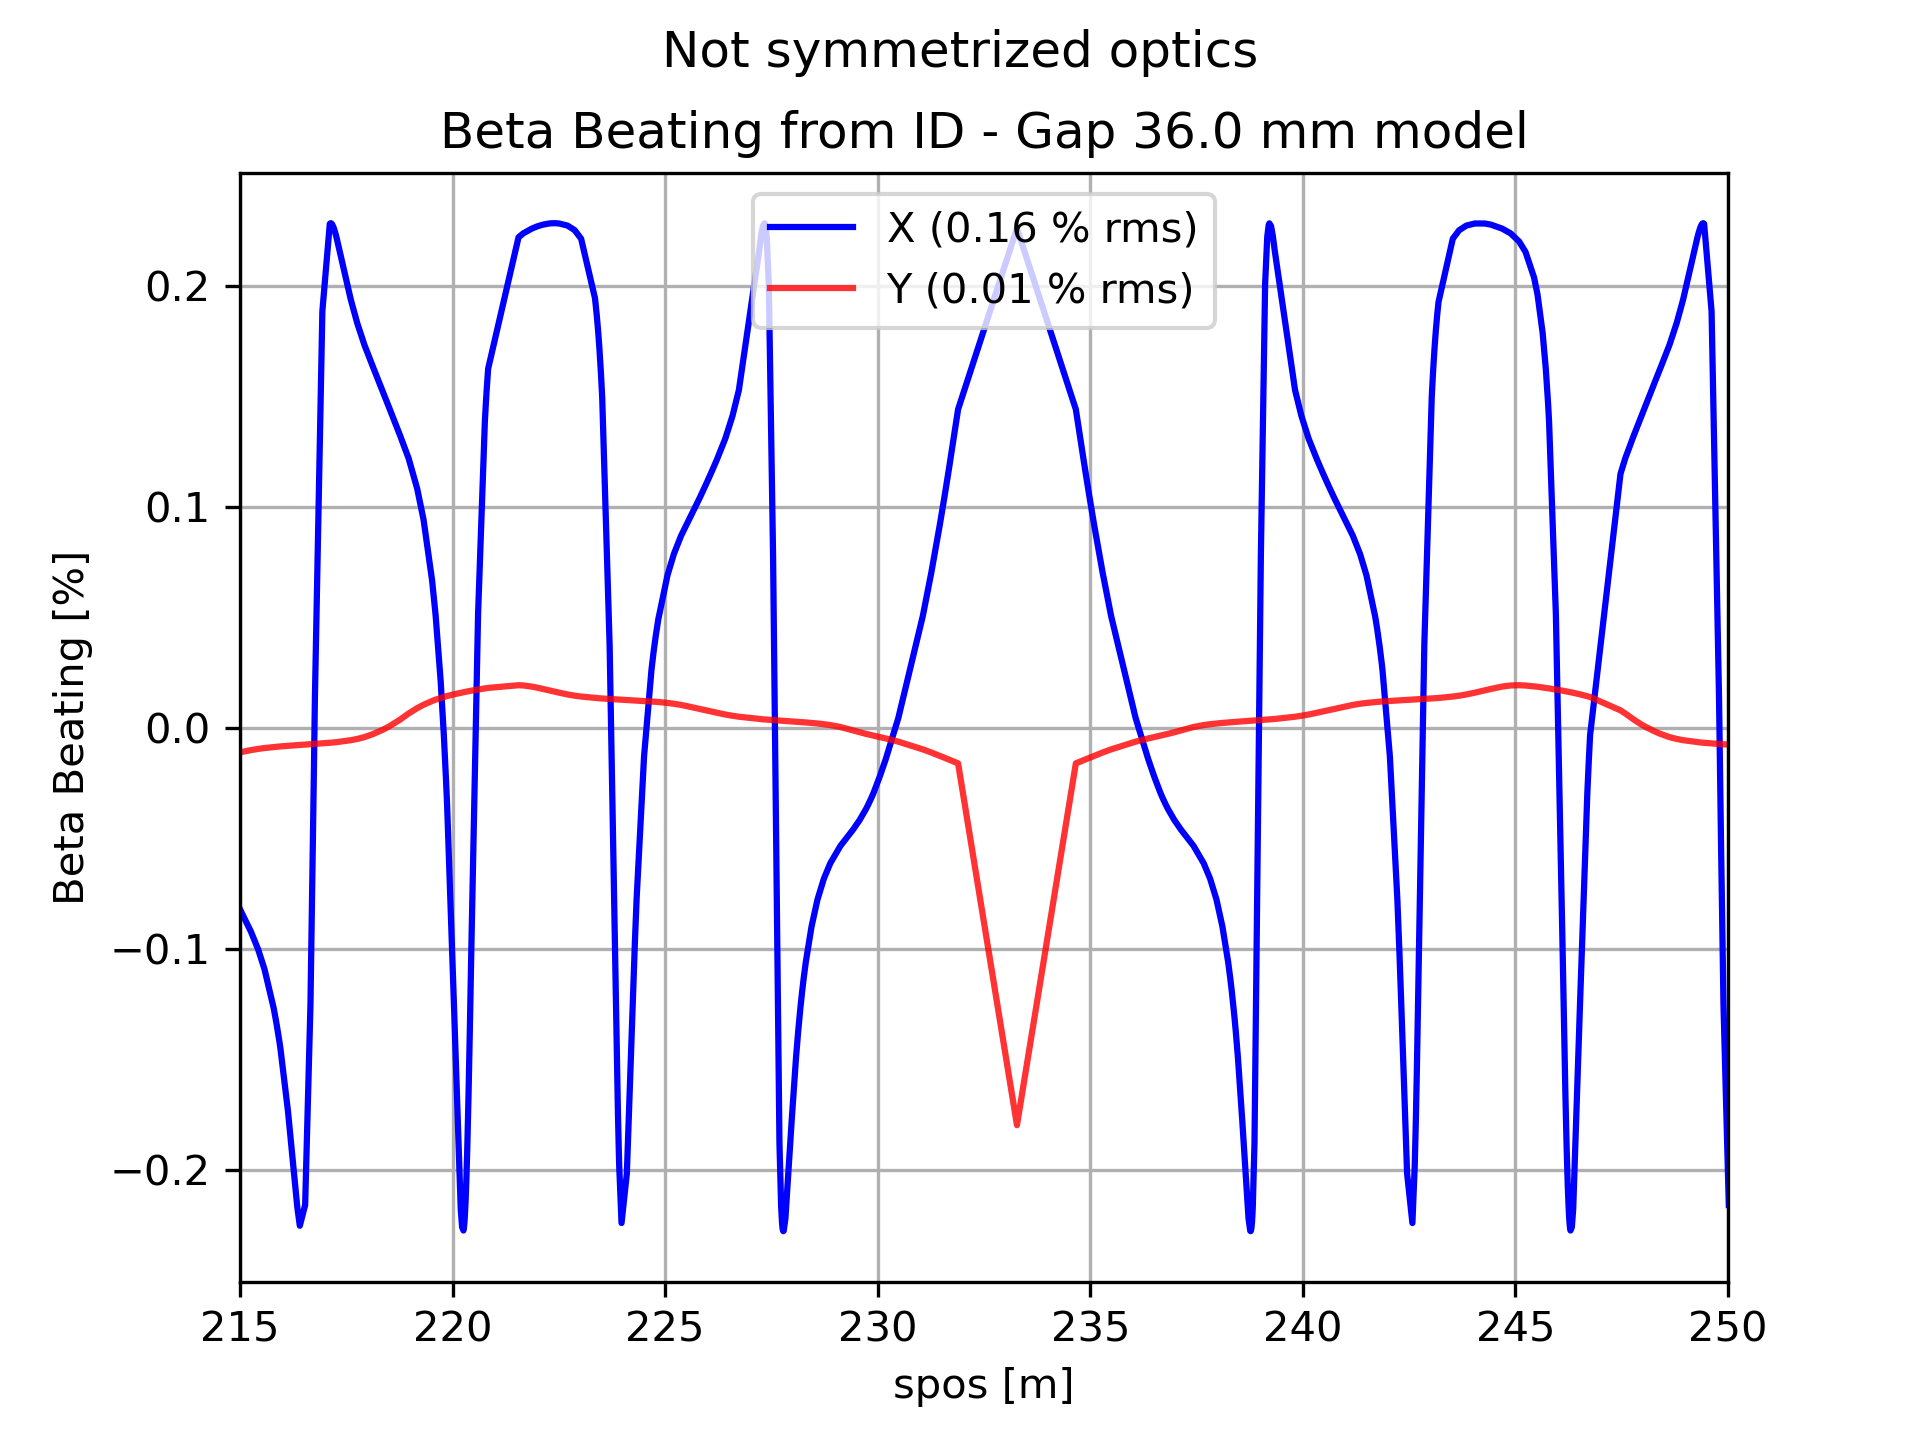 Not symmetrized optics
Beta Beating from ID - Gap 36.0 mm model
X (0.16 % rms)
Y (0.01 % rms)
Beta Beating [%]
0.2
0.1
0.0
−0.1
−0.2
215 220 225 230 235 240 245 250
spos [m]